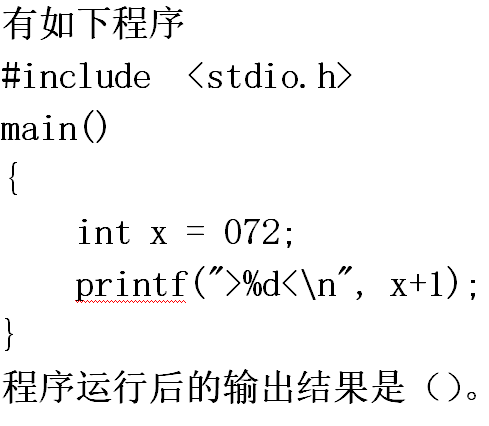 有如下程序
#include  <stdio.h>
main()
{
    int x = 072;
    printf(">%d<\n", x+1);
}
程序运行后的输出结果是（）。